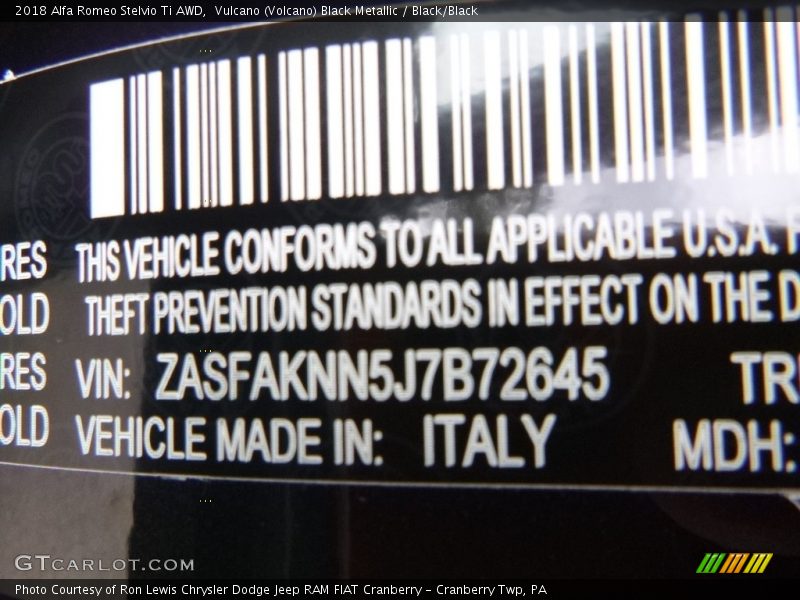 2018 Alfa Romeo Stelvio Ti AWD, Vulcano (Volcano) Black Metallic / Black/Black
RES THIS VEHICLE CONFORMS TO ALL APPLICABLE U.S.A. F
OLD THEFT PREVENTION STANDARDS IN EFFECT ON THE D
RES VIN: ZASFAKNN5J7B72645 TR
OLD VEHICLE MADE IN: ITALY MDH:
GTCARLOT.COM
Photo Courtesy of Ron Lewis Chrysler Dodge Jeep RAM FIAT Cranberry – Cranberry Twp, PA